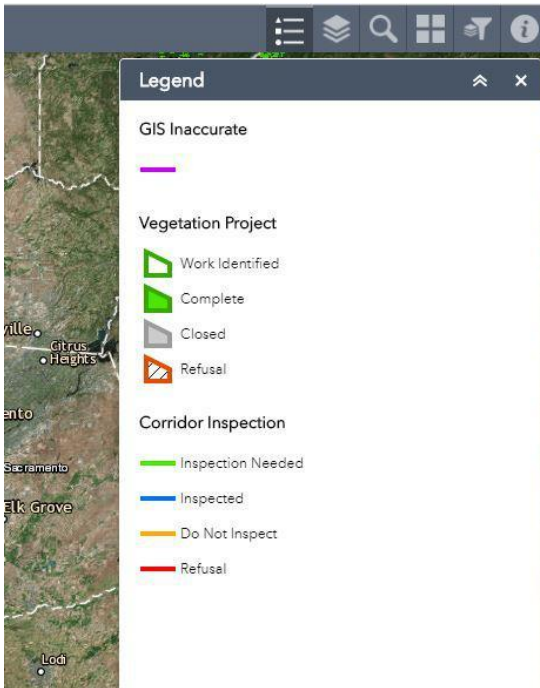 Legend
GIS Inaccurate
Vegetation Project
Work Identified
Complete
Closed
Refusal
Corridor Inspection
Inspection Needed
Inspected
Do Not Inspect
Refusal
ville
Citrus
Heights
ento
Sacramento
Elk Grove
Lodi